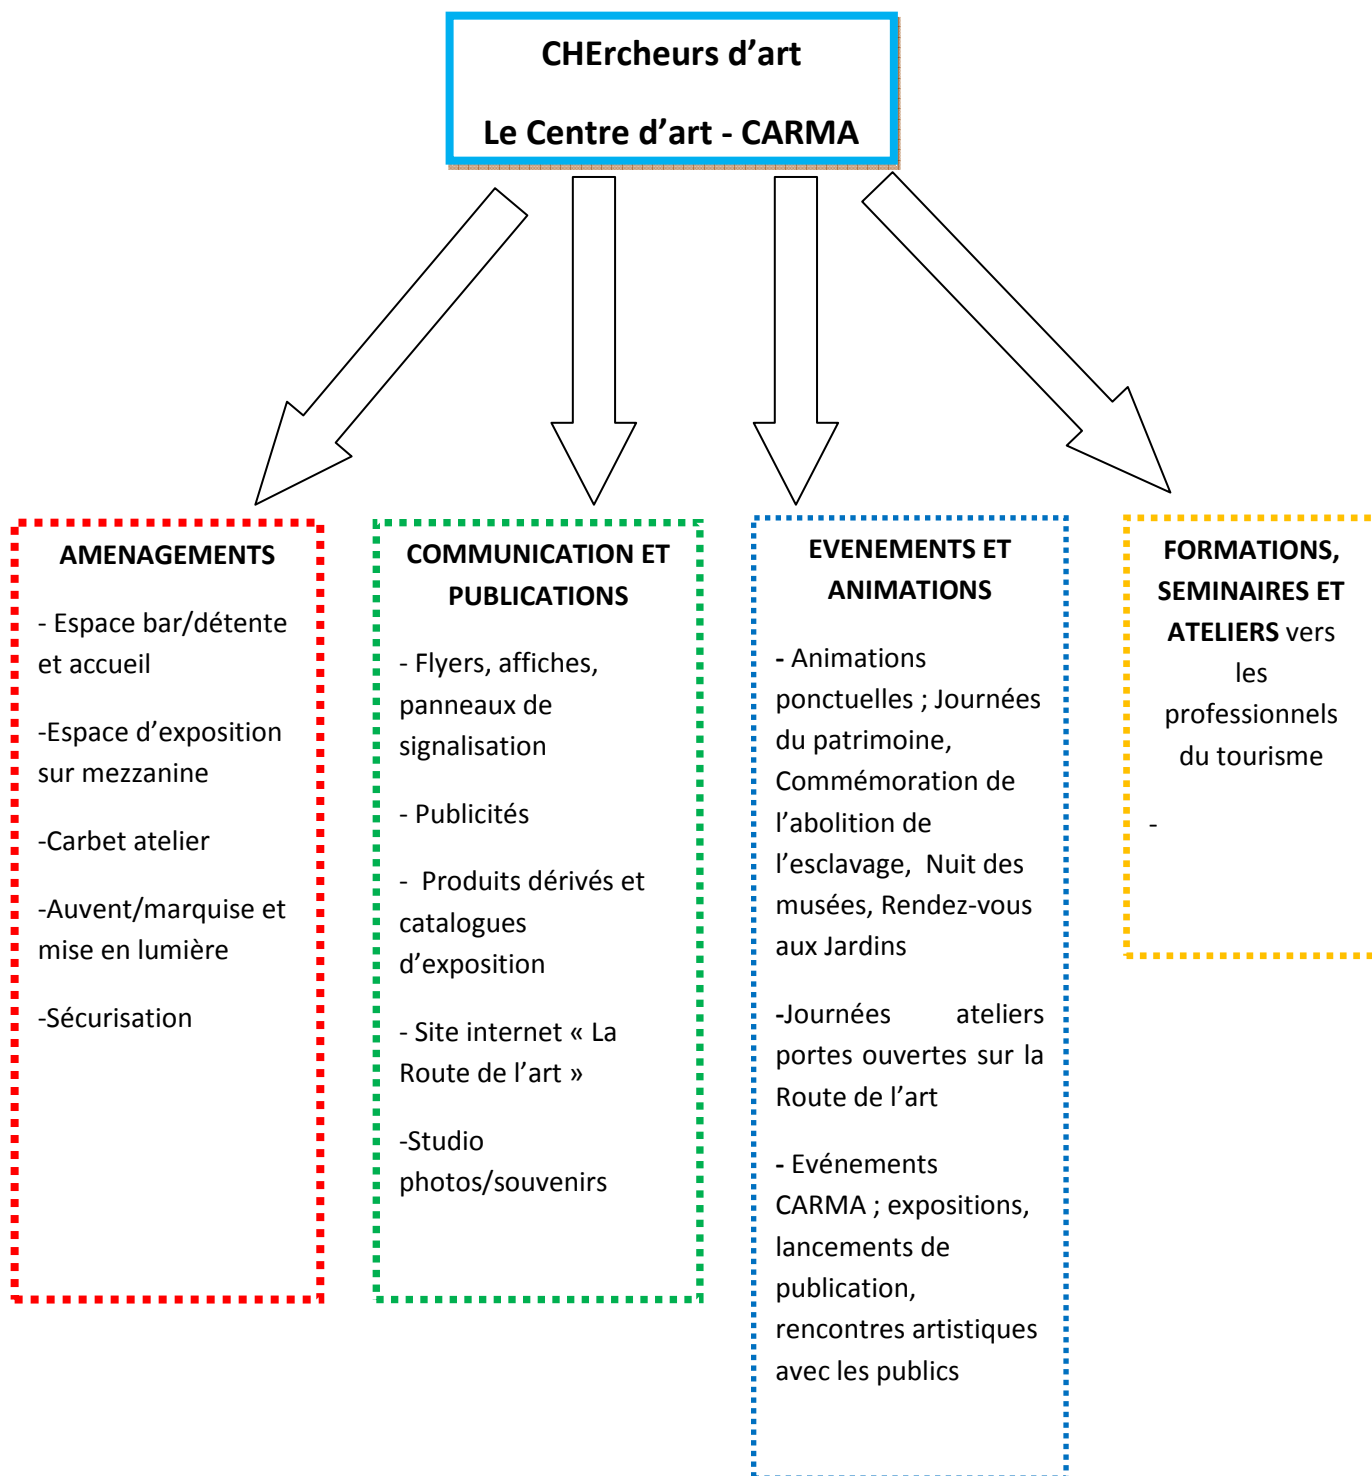 CHErcheurs d’art
Le Centre d’art - CARMA
AMENAGEMENTS
- Espace bar/détente
et accueil
-Espace d’exposition
sur mezzanine
-Carbet atelier
-Auvent/marquise et
mise en lumière
-Sécurisation
COMMUNICATION ET
PUBLICATIONS
- Flyers, affiches,
panneaux de
signalisation
- Publicités
- Produits dérivés et
catalogues
d’exposition
- Site internet « La
Route de l’art »
-Studio
photos/souvenirs
EVENEMENTS ET
ANIMATIONS
- Animations
ponctuelles ; Journées
du patrimoine,
Commémoration de
l’abolition de
l’esclavage, Nuit des
musées, Rendez-vous
aux Jardins
-Journées ateliers
portes ouvertes sur la
Route de l’art
- Evénements
CARMA ; expositions,
lancements de
publication,
rencontres artistiques
avec les publics
FORMATIONS,
SEMINAIRES ET
ATELIERS vers
les
professionnels
du tourisme
-